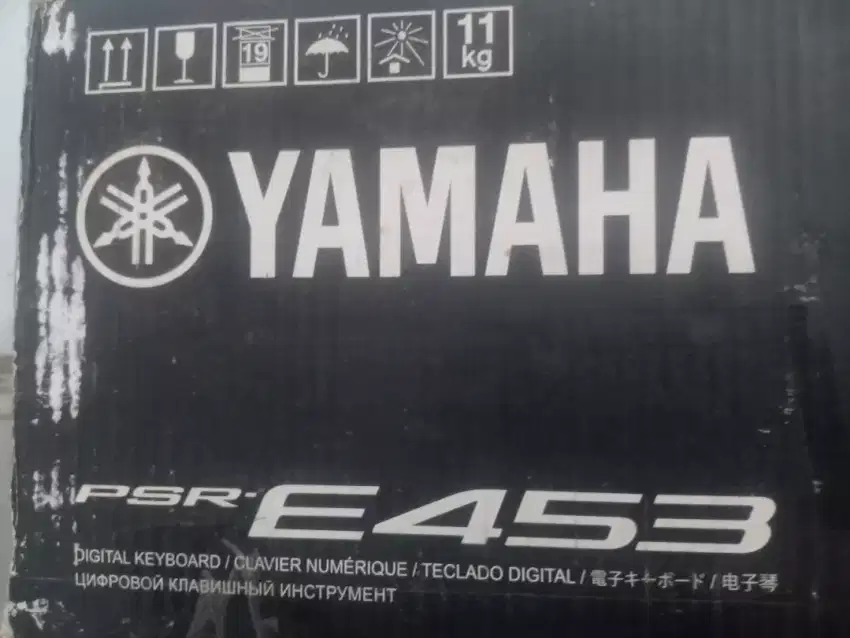 19
11
kg
YAMAHA
PSR-E453
DIGITAL KEYBOARD / CLAVIER NUMÉRIQUE / TECLADO DIGITAL / 電子キーボード / 电子琴
ЦИФРОВОЙ КЛАВИШНЫЙ ИНСТРУМЕНТ